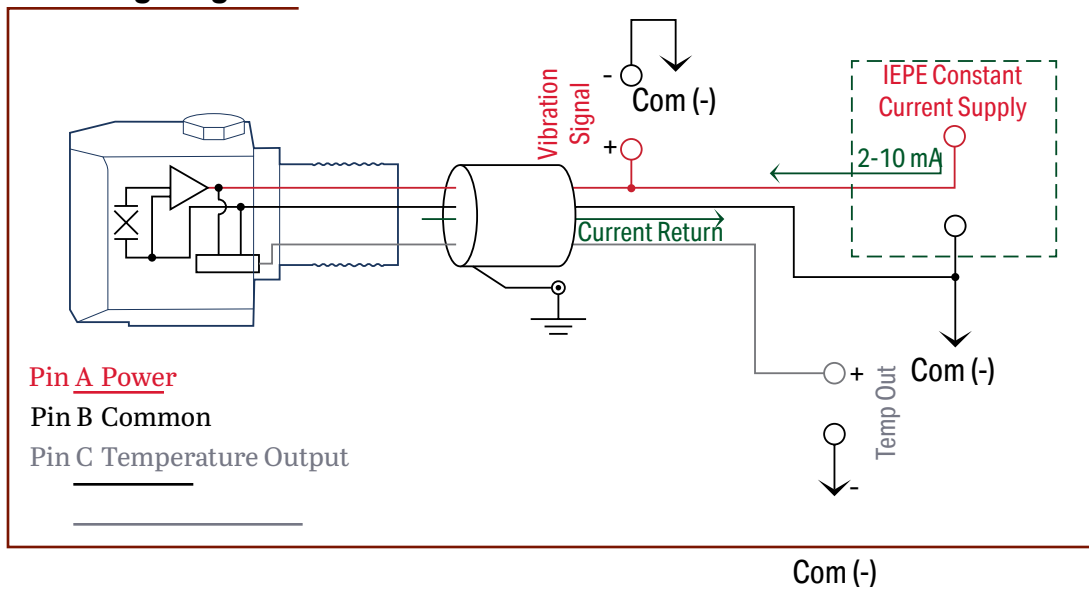 -
Com (-)
Vibration
Signal
+
IEPE Constant
Current Supply
2-10 mA
Current Return
Com (-)
+
Temp Out
-
Pin A Power
Pin B Common
Pin C Temperature Output
Com (-)